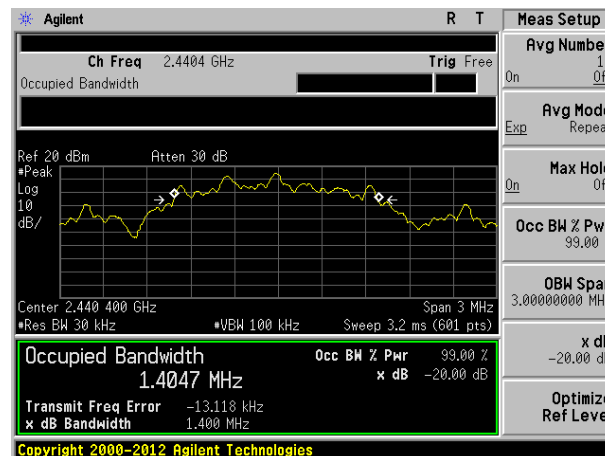 Agilent R T
Ch Freq 2.4404 GHz Trig Free
Occupied Bandwidth
Ref 20 dBm Atten 30 dB
#Peak
Log
10
dB/
Center 2.440 400 GHz Span 3 MHz
#Res BW 30 kHz #VBW 100 kHz Sweep 3.2 ms (601 pts)
Occupied Bandwidth
1.4047 MHz
Occ BW % Pwr 99.00 %
x dB -20.00 dB
Transmit Freq Error -13.118 kHz
x dB Bandwidth 1.400 MHz
Copyright 2000-2012 Agilent Technologies
Meas Setup
Avg Numbe
1
On Of
Avg Mod
Exp Repea
Max Hol
On Of
Occ BW % Pw
99.00
OBW Spa
3.00000000 MH
x d
-20.00 d
Optimiz
Ref Leve